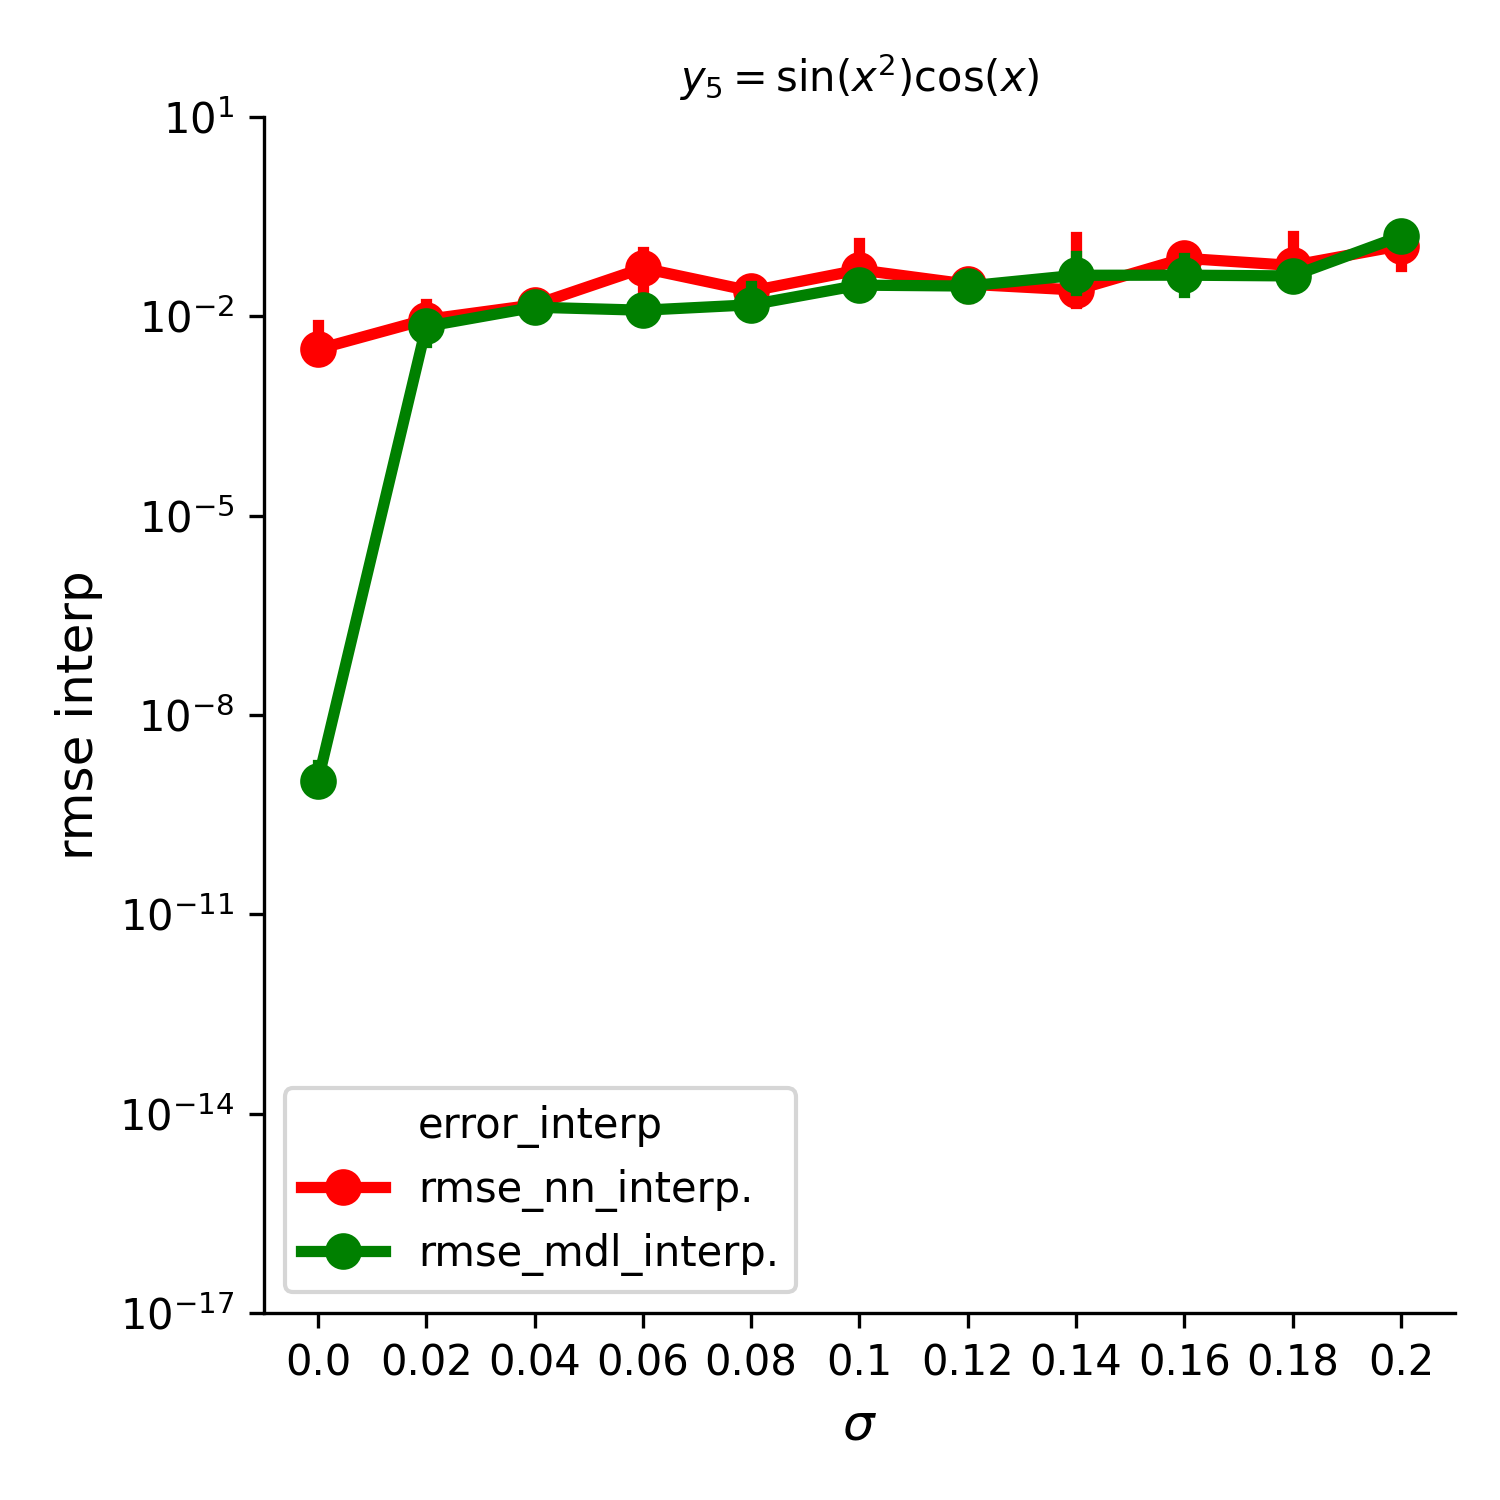 y₅ = sin(x²)cos(x)
10¹
10⁻²
10⁻⁵
10⁻⁸
10⁻¹¹
10⁻¹⁴
10⁻¹⁷
rmse interp
error_interp
rmse_nn_interp.
rmse_mdl_interp.
0.0 0.02 0.04 0.06 0.08 0.1 0.12 0.14 0.16 0.18 0.2
σ